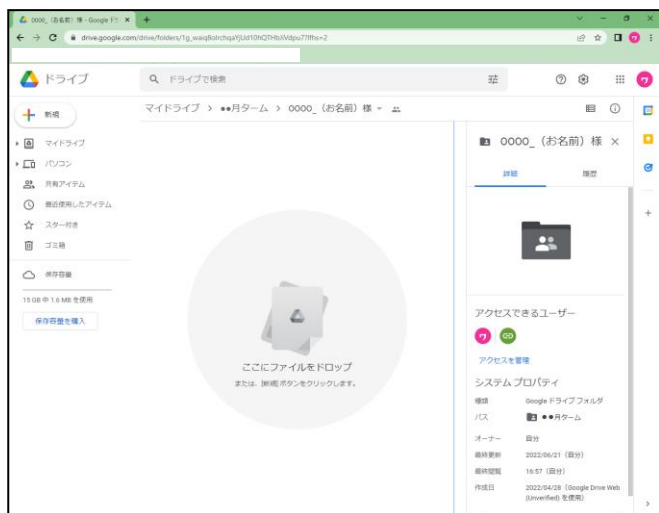 0000_（お名前）様 - Google ドラ
drive.google.com/drive/folders/1g_waiqBolrchqaYjUd10hQTHbXVdpu7?lfhs=2
ドライブ
ドライブで検索
マイドライブ > ●●月ターム > 0000_（お名前）様
新規
マイドライブ
パソコン
共有アイテム
最近使用したアイテム
スター付き
ゴミ箱
保存容量
15 GB 中 1.6 MB を使用
保存容量を購入
ここにファイルをドロップ
または、[新規] ボタンをクリックします。
0000_（お名前）様
詳細
履歴
アクセスできるユーザー
ワ
アクセスを管理
システム プロパティ
種類 Google ドライブ フォルダ
パス ●●月ターム
オーナー 自分
最終更新 2022/06/21（自分）
最終閲覧 16:57（自分）
作成日 2022/04/28（Google Drive Web
(Unverified) を使用）